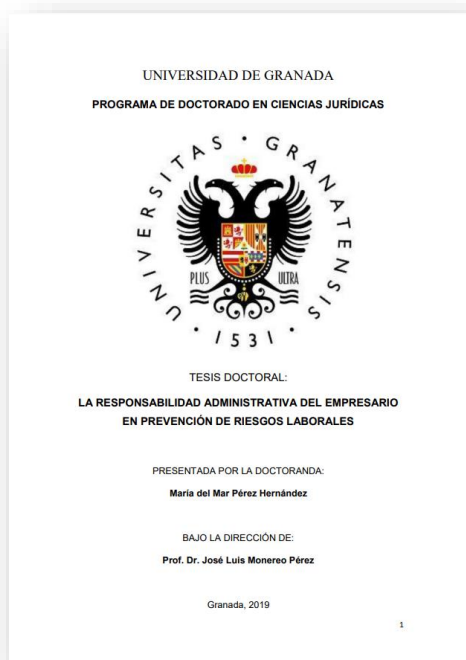 UNIVERSIDAD DE GRANADA
PROGRAMA DE DOCTORADO EN CIENCIAS JURÍDICAS
UNIVERSITAS · GRANATENSIS · 1531 ·
PLUS ULTRA
TESIS DOCTORAL:
LA RESPONSABILIDAD ADMINISTRATIVA DEL EMPRESARIO
EN PREVENCIÓN DE RIESGOS LABORALES
PRESENTADA POR LA DOCTORANDA:
María del Mar Pérez Hernández
BAJO LA DIRECCIÓN DE:
Prof. Dr. José Luis Monereo Pérez
Granada, 2019
1